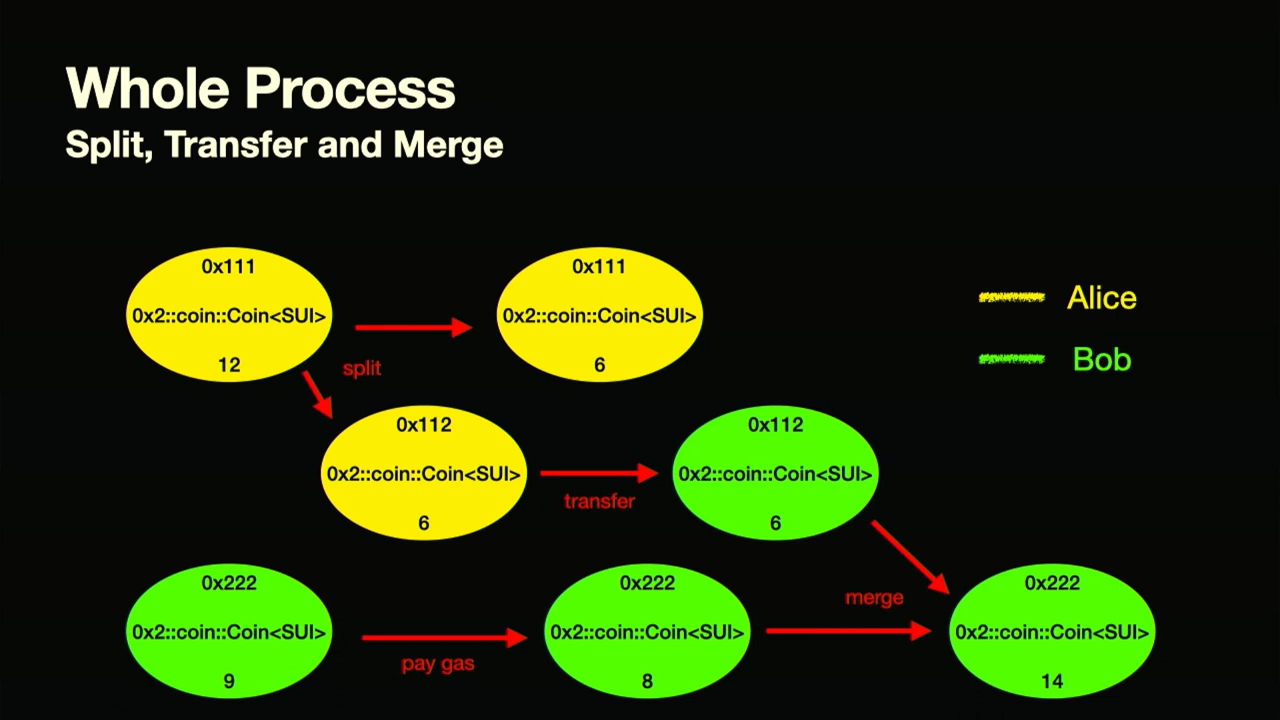 Whole Process
Split, Transfer and Merge
0x111
0x2::coin::Coin<SUI>
12
split
0x111
0x2::coin::Coin<SUI>
6
Alice
Bob
0x112
0x2::coin::Coin<SUI>
6
transfer
0x112
0x2::coin::Coin<SUI>
6
0x222
0x2::coin::Coin<SUI>
9
pay gas
0x222
0x2::coin::Coin<SUI>
8
merge
0x222
0x2::coin::Coin<SUI>
14